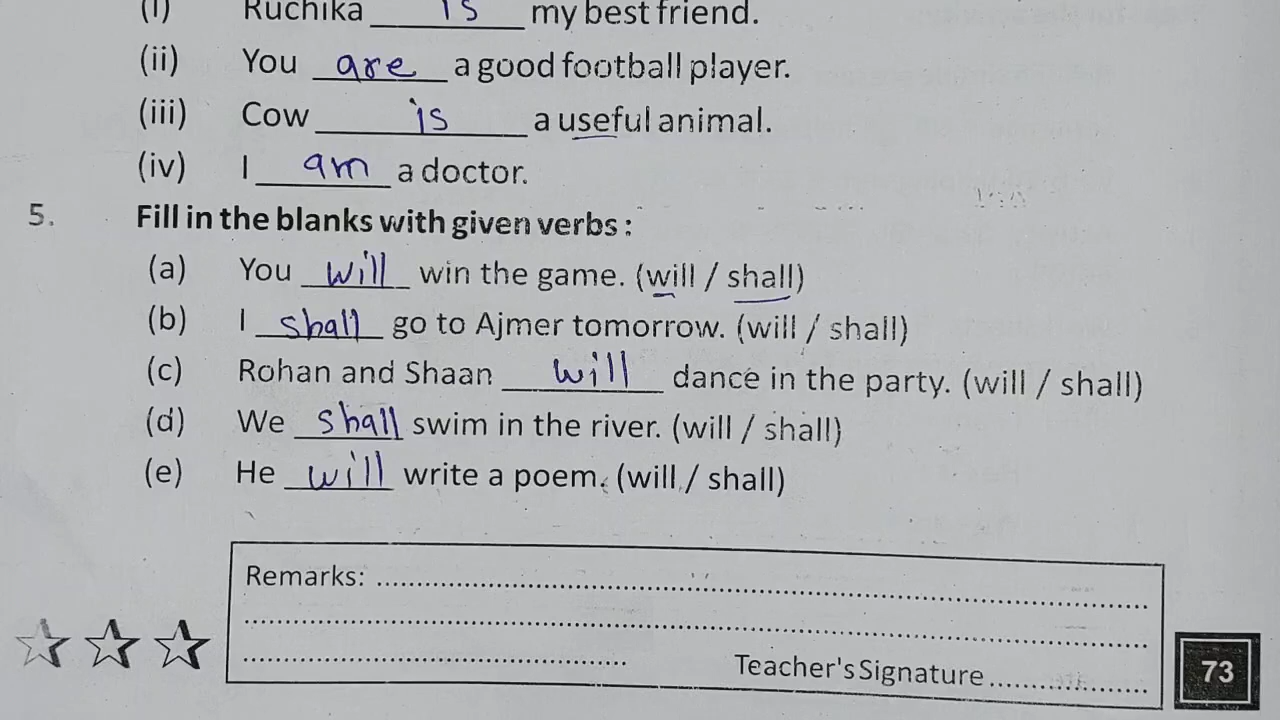 (i) Ruchika is my best friend.
(ii) You are a good football player.
(iii) Cow is a useful animal.
(iv) I am a doctor.
5. Fill in the blanks with given verbs :
(a) You will win the game. (will / shall)
(b) I shall go to Ajmer tomorrow. (will / shall)
(c) Rohan and Shaan will dance in the party. (will / shall)
(d) We shall swim in the river. (will / shall)
(e) He will write a poem. (will / shall)
Remarks: ................................................
................................................
................................ Teacher's Signature ....................
73